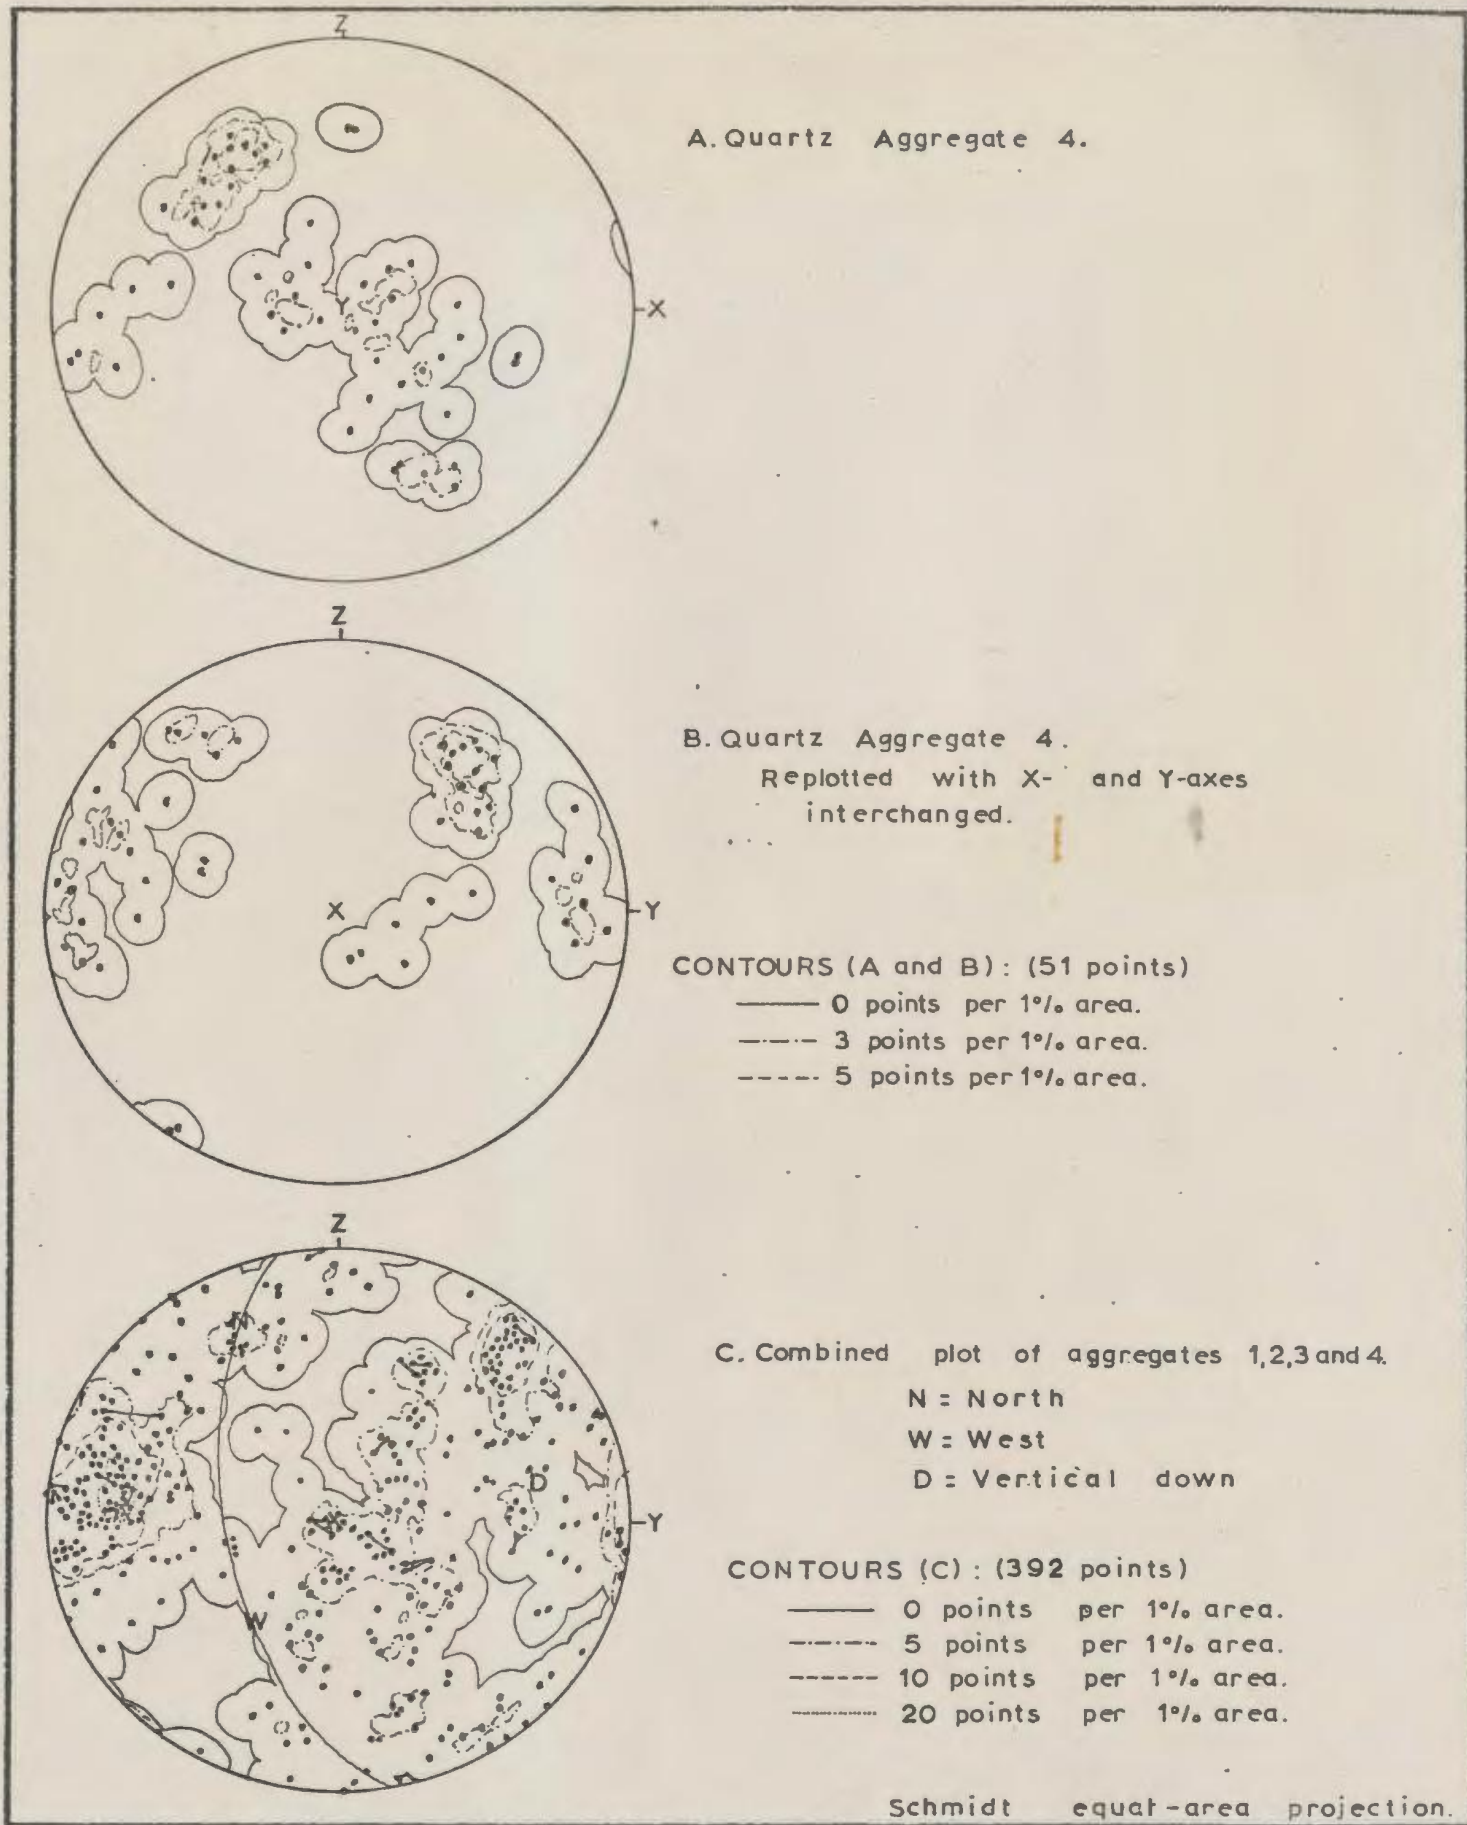 Z
A. Quartz Aggregate 4.
Y
X
Z
B. Quartz Aggregate 4.
Replotted with X- and Y-axes
interchanged.
X
Y
CONTOURS (A and B): (51 points)
0 points per 1% area.
3 points per 1% area.
5 points per 1% area.
Z
N
C. Combined plot of aggregates 1,2,3 and 4.
N = North
W = West
D = Vertical down
D
X
Y
W
CONTOURS (C): (392 points)
0 points per 1% area.
5 points per 1% area.
10 points per 1% area.
20 points per 1% area.
Schmidt equal-area projection.